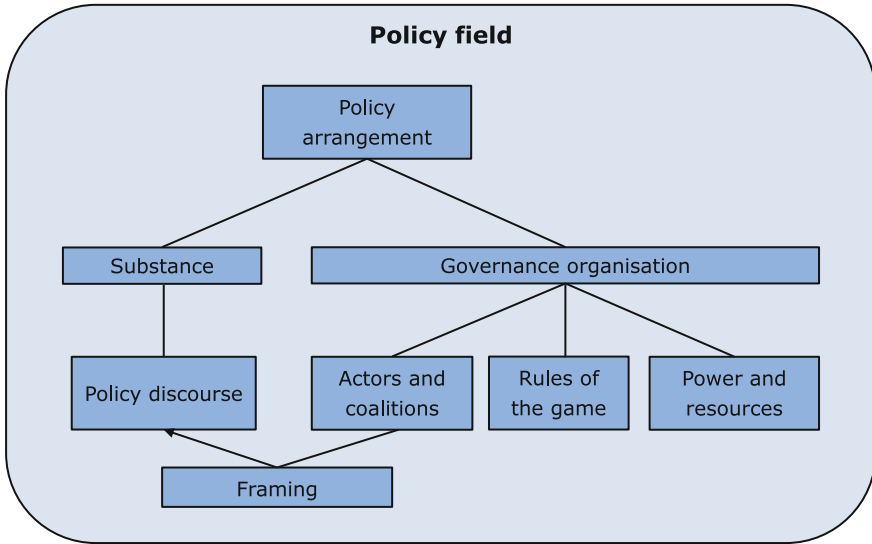 Policy field
Policy
arrangement
Substance
Governance organisation
Policy discourse
Actors and
coalitions
Rules of
the game
Power and
resources
Framing